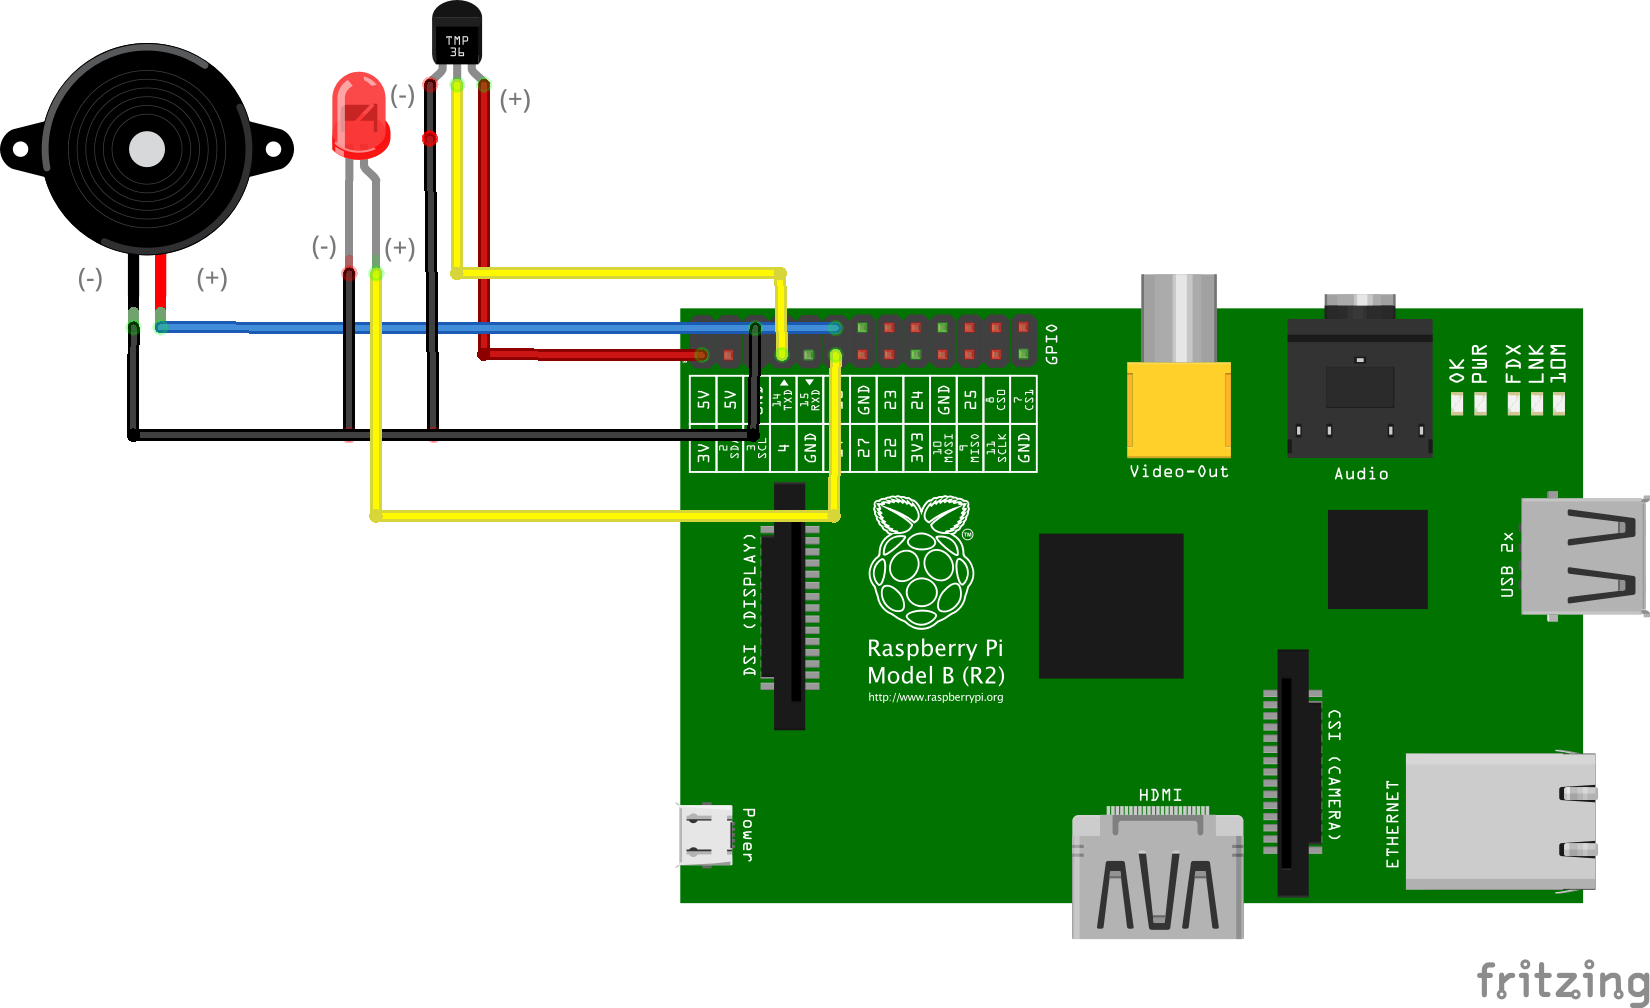 TMP
36
(-)
(+)
(-)
(+)
(-)
(+)
GPIO
5V
5V
14
TXD
15
RXD
GND
23
24
GND
25
8
CS0
7
CS1
3V
2
3
SCL
4
GND
27
22
3V3
10
MOSI
9
MISO
11
SCLK
GND
OK
PWR
FDX
LNK
10M
Video-Out
Audio
USB 2x
DSI (DISPLAY)
™
Raspberry Pi
Model B (R2)
http://www.raspberrypi.org
CSI (CAMERA)
ETHERNET
HDMI
Power
fritzing